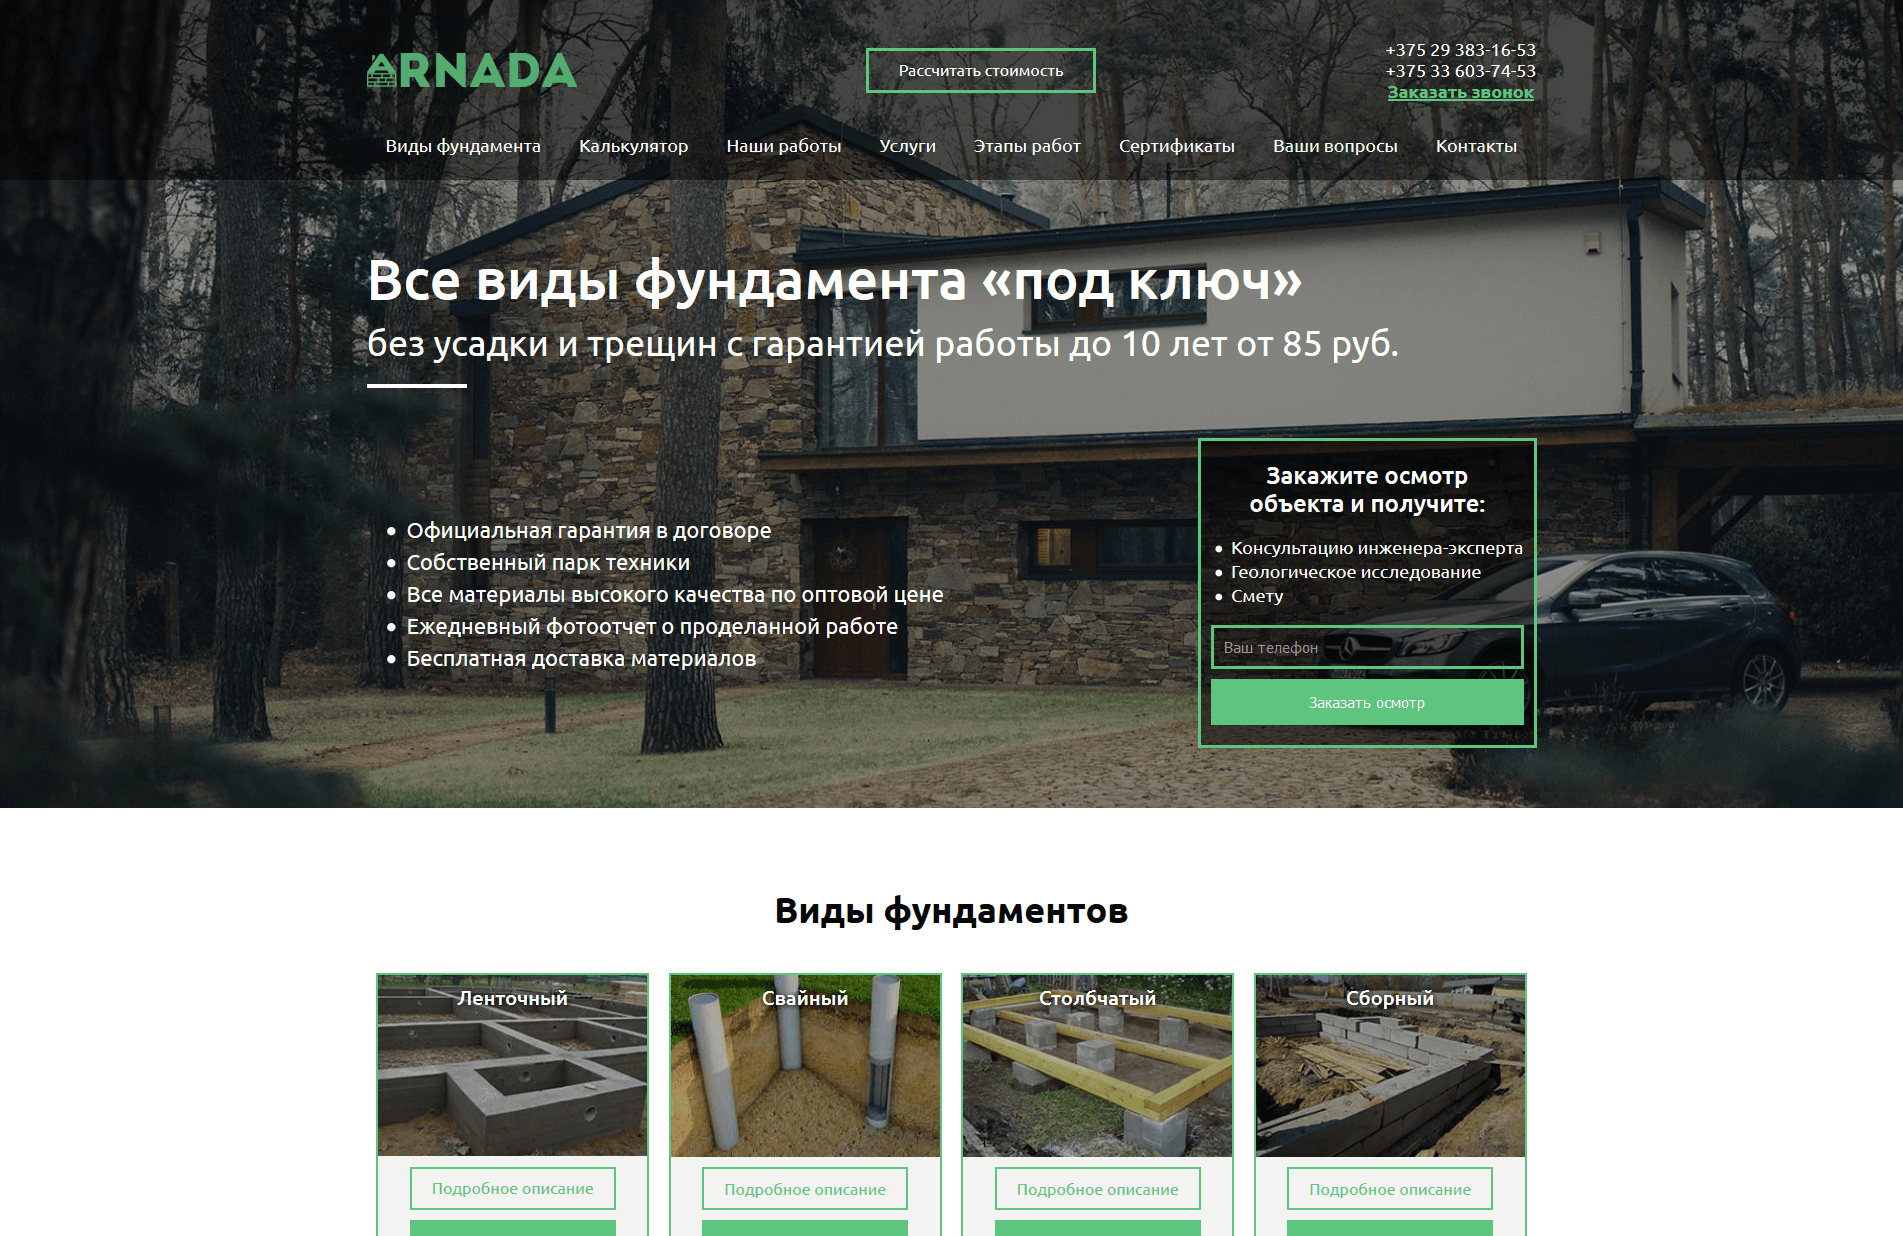 ARNADA
Рассчитать стоимость
+375 29 383-16-53
+375 33 603-74-53
Заказать звонок
Виды фундамента Калькулятор Наши работы Услуги Этапы работ Сертификаты Ваши вопросы Контакты
Все виды фундамента «под ключ»
без усадки и трещин с гарантией работы до 10 лет от 85 руб.
• Официальная гарантия в договоре
• Собственный парк техники
• Все материалы высокого качества по оптовой цене
• Ежедневный фотоотчет о проделанной работе
• Бесплатная доставка материалов
Закажите осмотр
объекта и получите:
• Консультацию инженера-эксперта
• Геологическое исследование
• Смету
Ваш телефон
Заказать осмотр
Виды фундаментов
Ленточный Свайный Столбчатый Сборный
Подробное описание Подробное описание Подробное описание Подробное описание